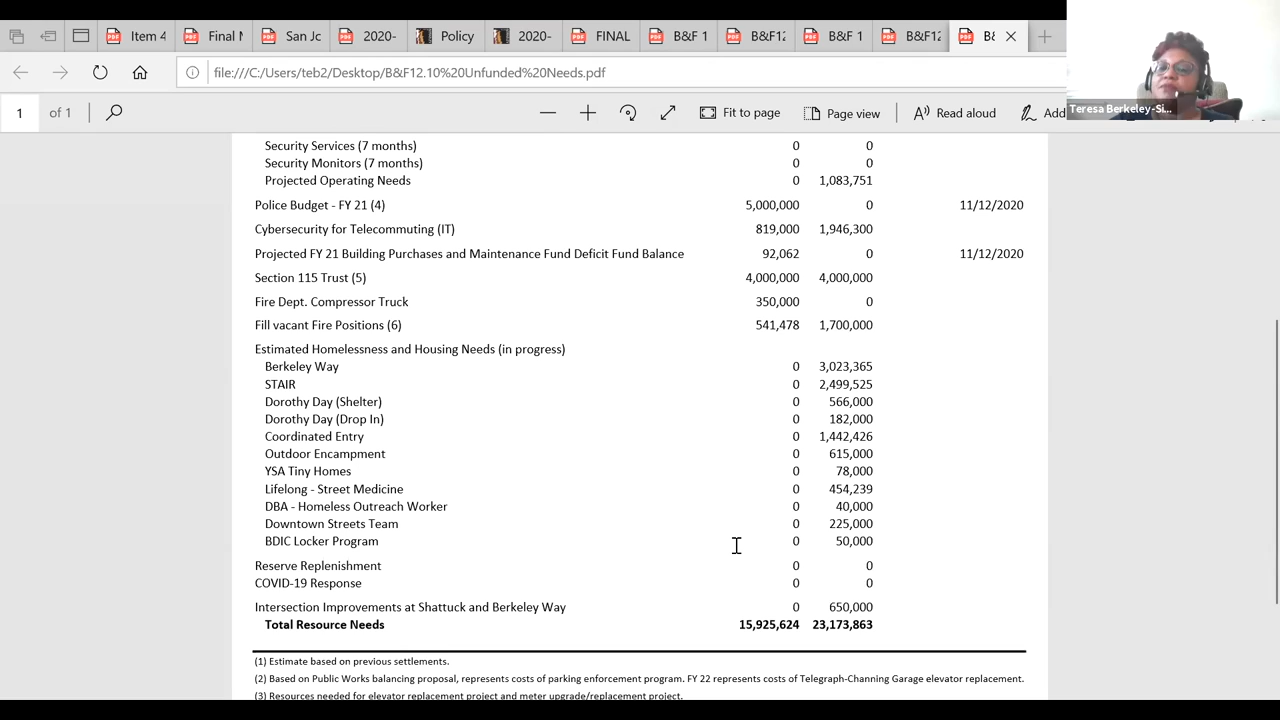 Item 4
Final
San Jc
2020-
Policy
2020-
FINAL
B&F 1
B&F12
B&F 1
B&F12
B&
file:///C:/Users/teb2/Desktop/B&F12.10%20Unfunded%20Needs.pdf
1 of 1 Fit to page Page view Read aloud Add
Teresa Berkeley-Si...
Security Services (7 months) 0 0
Security Monitors (7 months) 0 0
Projected Operating Needs 0 1,083,751
Police Budget - FY 21 (4) 5,000,000 0 11/12/2020
Cybersecurity for Telecommuting (IT) 819,000 1,946,300
Projected FY 21 Building Purchases and Maintenance Fund Deficit Fund Balance 92,062 0 11/12/2020
Section 115 Trust (5) 4,000,000 4,000,000
Fire Dept. Compressor Truck 350,000 0
Fill vacant Fire Positions (6) 541,478 1,700,000
Estimated Homelessness and Housing Needs (in progress)
Berkeley Way 0 3,023,365
STAIR 0 2,499,525
Dorothy Day (Shelter) 0 566,000
Dorothy Day (Drop In) 0 182,000
Coordinated Entry 0 1,442,426
Outdoor Encampment 0 615,000
YSA Tiny Homes 0 78,000
Lifelong - Street Medicine 0 454,239
DBA - Homeless Outreach Worker 0 40,000
Downtown Streets Team 0 225,000
BDIC Locker Program 0 50,000
Reserve Replenishment 0 0
COVID-19 Response 0 0
Intersection Improvements at Shattuck and Berkeley Way 0 650,000
Total Resource Needs 15,925,624 23,173,863
(1) Estimate based on previous settlements.
(2) Based on Public Works balancing proposal, represents costs of parking enforcement program. FY 22 represents costs of Telegraph-Channing Garage elevator replacement.
(3) Resources needed for elevator replacement project and meter upgrade/replacement project.